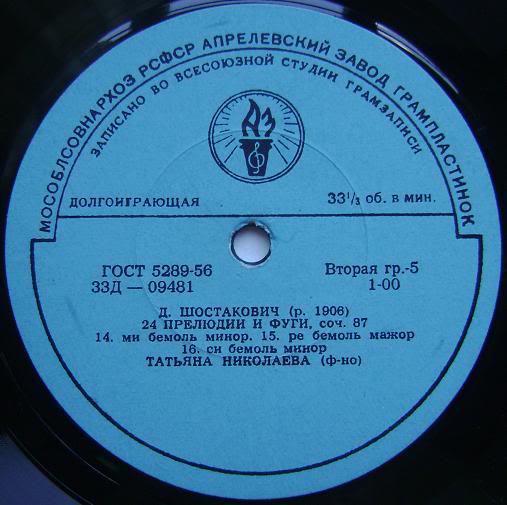 МОСОБЛСОВНАРХОЗ РСФСР АПРЕЛЕВСКИЙ ЗАВОД ГРАМПЛАСТИНОК
ЗАПИСАНО ВО ВСЕСОЮЗНОЙ СТУДИИ ГРАМЗАПИСИ
АЗ
ДОЛГОИГРАЮЩАЯ 33⅓ об. в мин.
ГОСТ 5289-56 Вторая гр.-5
33Д — 09481 1-00
Д. ШОСТАКОВИЧ (р. 1906)
24 ПРЕЛЮДИИ И ФУГИ, соч. 87
14. ми бемоль минор. 15. ре бемоль мажор
16. си бемоль минор
ТАТЬЯНА НИКОЛАЕВА (ф-но)